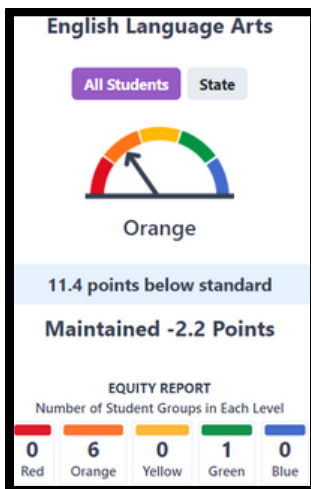 English Language Arts
All Students State
Orange
11.4 points below standard
Maintained -2.2 Points
EQUITY REPORT
Number of Student Groups in Each Level
0 6 0 1 0
Red Orange Yellow Green Blue